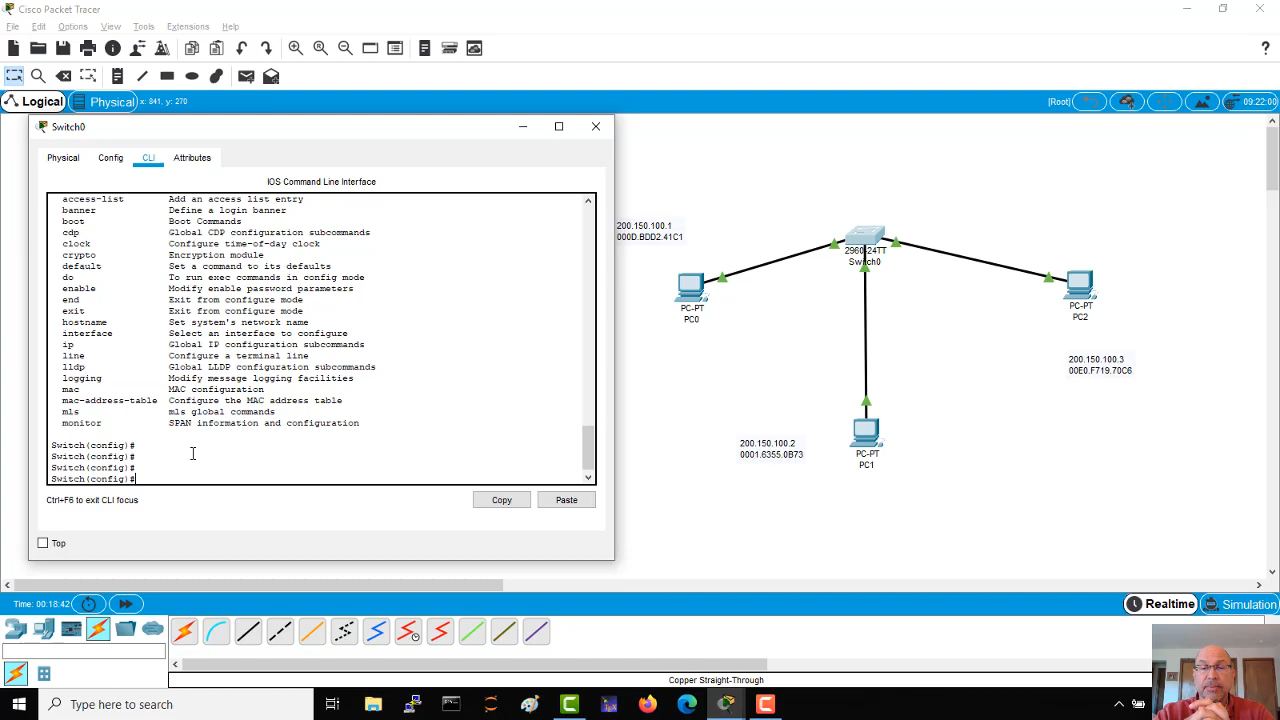 Cisco Packet Tracer
File Edit Options View Tools Extensions Help
Logical Physical x: 841, y: 270 [Root] 09:22:00
Switch0
Physical Config CLI Attributes
IOS Command Line Interface
access-list Add an access list entry
banner Define a login banner
boot Boot Commands
cdp Global CDP configuration subcommands
clock Configure time-of-day clock
crypto Encryption module
default Set a command to its defaults
do To run exec commands in config mode
enable Modify enable password parameters
end Exit from configure mode
exit Exit from configure mode
hostname Set system's network name
interface Select an interface to configure
ip Global IP configuration subcommands
line Configure a terminal line
lldp Global LLDP configuration subcommands
logging Modify message logging facilities
mac MAC configuration
mac-address-table Configure the MAC address table
mls mls global commands
monitor SPAN information and configuration
Switch(config)#
Switch(config)#
Switch(config)#
Switch(config)#
Ctrl+F6 to exit CLI focus
Copy Paste
Top
200.150.100.1
000D.BDD2.41C1
PC-PT
PC0
2960-24TT
Switch0
PC-PT
PC2
200.150.100.3
00E0.F719.70C6
200.150.100.2
0001.6355.0B73
PC-PT
PC1
Time: 00:18:42
Realtime Simulation
Copper Straight-Through
Type here to search